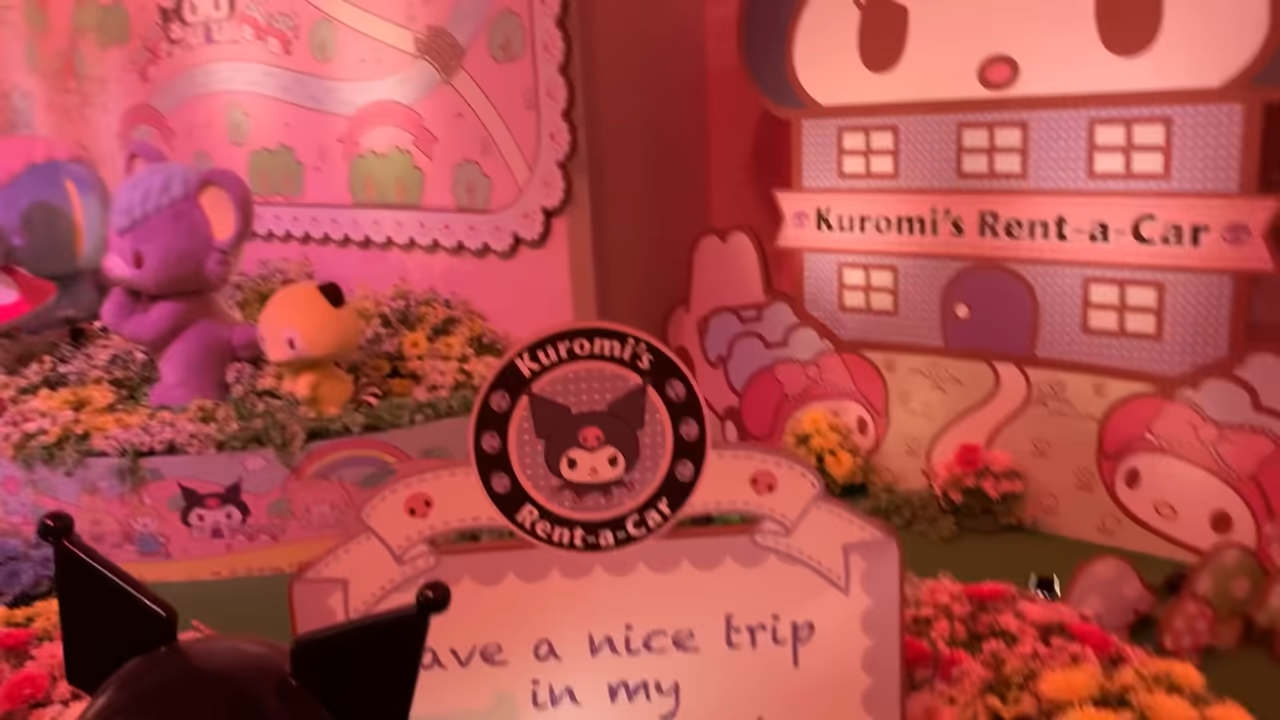 Kuromi's Rent-a-Car
Kuromi's
Rent-a-Car
ave a nice trip
in my